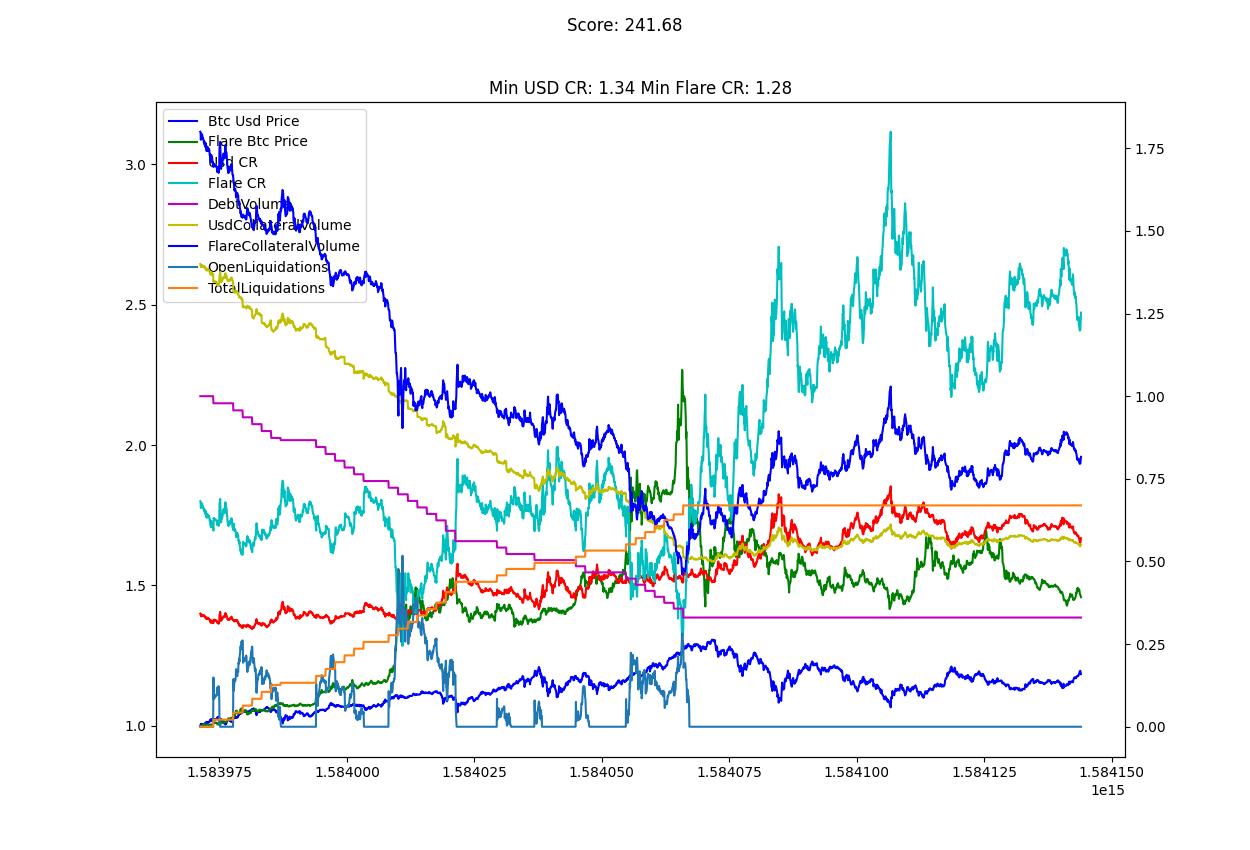 Score: 241.68
Min USD CR: 1.34 Min Flare CR: 1.28
Btc Usd Price
Flare Btc Price
Usd CR
Flare CR
DebtVolume
UsdCollateralVolume
FlareCollateralVolume
OpenLiquidations
TotalLiquidations
3.0
2.5
2.0
1.5
1.0
1.75
1.50
1.25
1.00
0.75
0.50
0.25
0.00
1.583975 1.584000 1.584025 1.584050 1.584075 1.584100 1.584125 1.584150
1e15